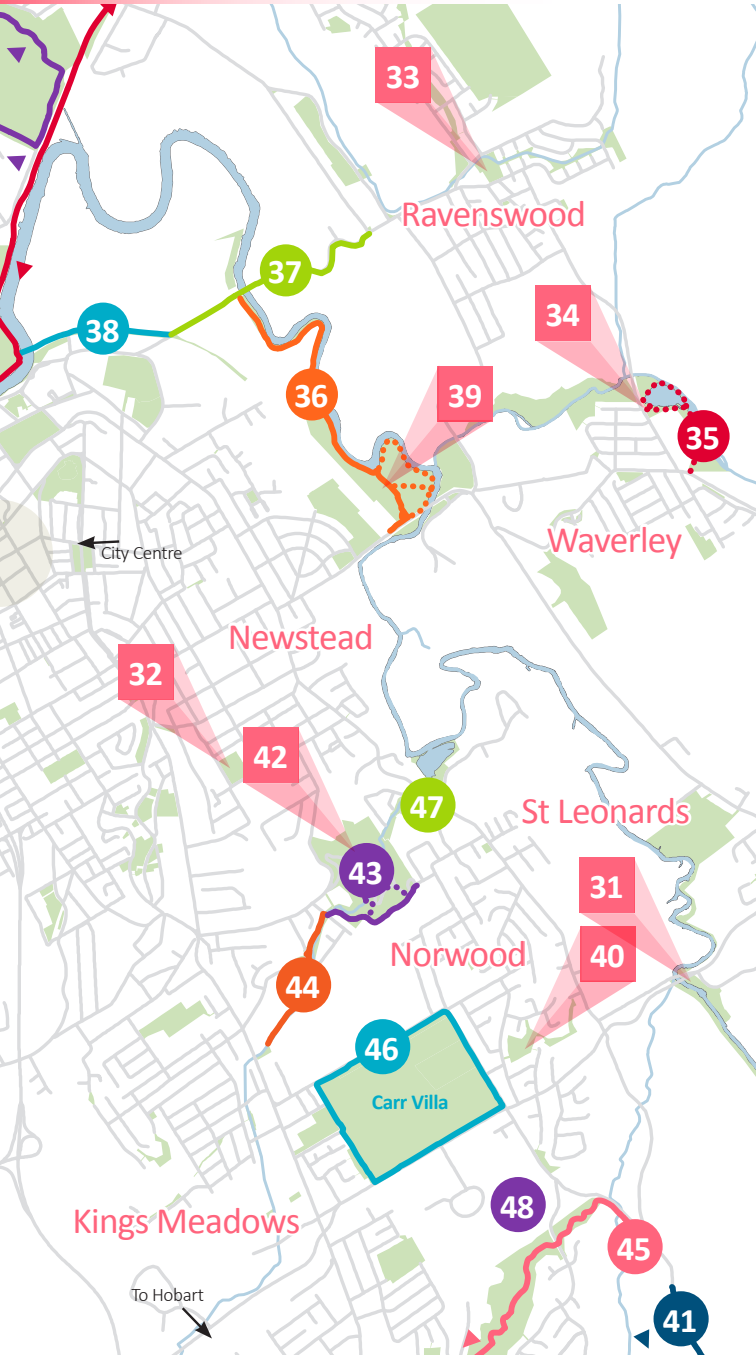 33
Ravenswood
37
34
38
36
39
35
City Centre
Waverley
Newstead
32
42
47
St Leonards
43
31
Norwood
40
44
46
Carr Villa
48
Kings Meadows
45
To Hobart
41